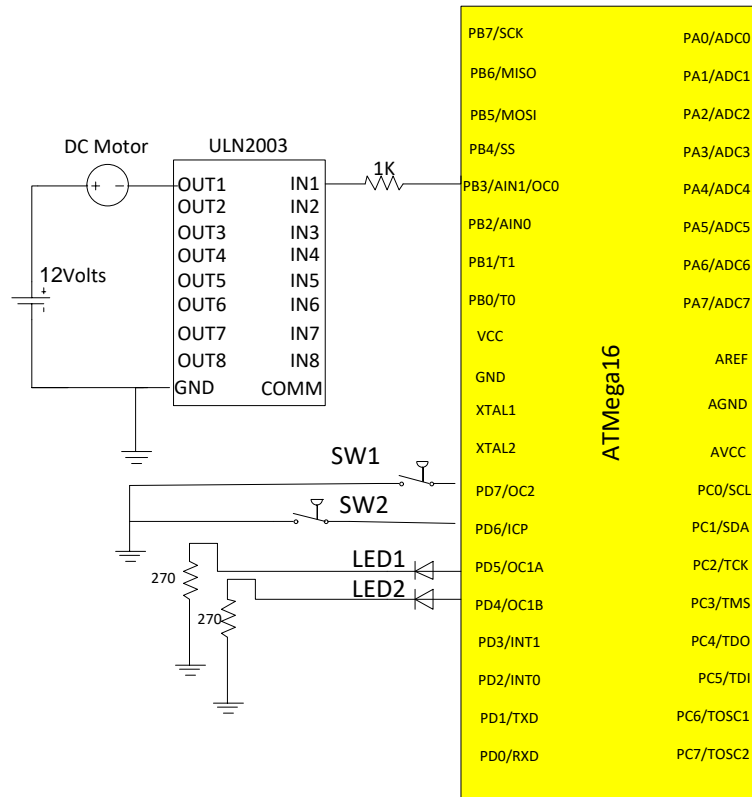 DC Motor
+ -
12Volts
+
-
ULN2003
OUT1 IN1
OUT2 IN2
OUT3 IN3
OUT4 IN4
OUT5 IN5
OUT6 IN6
OUT7 IN7
OUT8 IN8
GND COMM
1K
SW1
SW2
LED1
LED2
270
270
PB7/SCK
PB6/MISO
PB5/MOSI
PB4/SS
PB3/AIN1/OC0
PB2/AIN0
PB1/T1
PB0/T0
VCC
GND
XTAL1
XTAL2
PD7/OC2
PD6/ICP
PD5/OC1A
PD4/OC1B
PD3/INT1
PD2/INT0
PD1/TXD
PD0/RXD
ATMega16
PA0/ADC0
PA1/ADC1
PA2/ADC2
PA3/ADC3
PA4/ADC4
PA5/ADC5
PA6/ADC6
PA7/ADC7
AREF
AGND
AVCC
PC0/SCL
PC1/SDA
PC2/TCK
PC3/TMS
PC4/TDO
PC5/TDI
PC6/TOSC1
PC7/TOSC2